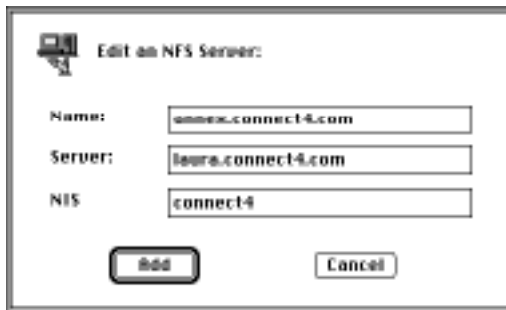 Edit an NFS Server:
Name: annex.connect4.com
Server: laura.connect4.com
NIS connect4
Add Cancel